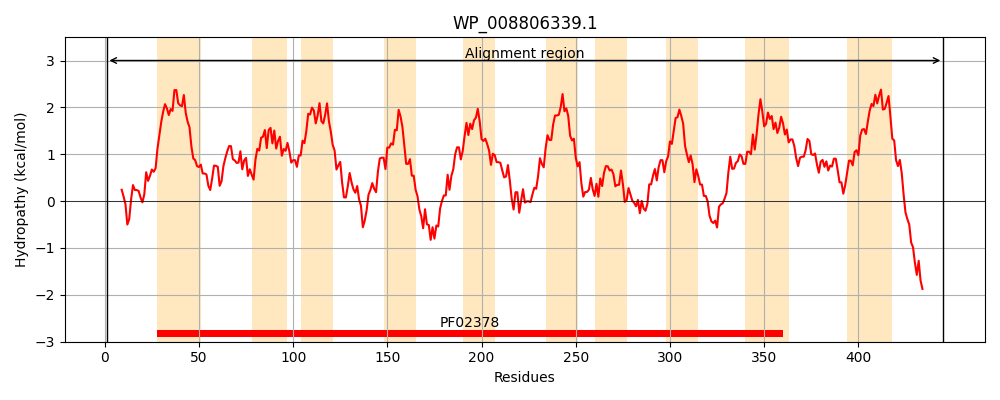 WP_008806339.1
Hydropathy (kcal/mol)
3
2
1
0
−1
−2
−3
Alignment region
PF02378
0 50 100 150 200 250 300 350 400
Residues